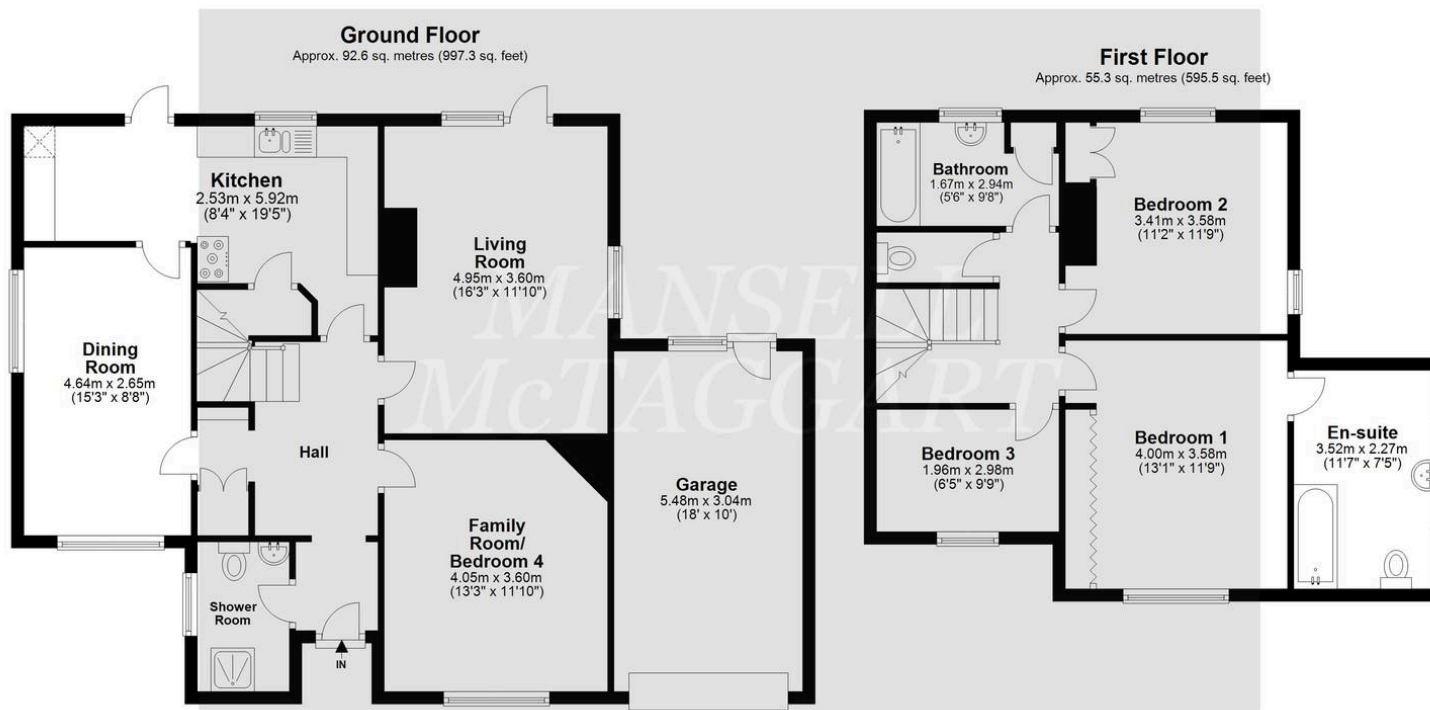 Ground Floor
Approx. 92.6 sq. metres (997.3 sq. feet)
First Floor
Approx. 55.3 sq. metres (595.5 sq. feet)
Kitchen
2.53m x 5.92m
(8'4" x 19'5")
Living
Room
4.95m x 3.60m
(16'3" x 11'10")
Dining
Room
4.64m x 2.65m
(15'3" x 8'8")
Hall
Family
Room/
Bedroom 4
4.05m x 3.60m
(13'3" x 11'10")
Garage
5.48m x 3.04m
(18' x 10')
Shower
Room
IN
Bathroom
1.67m x 2.94m
(5'6" x 9'8")
Bedroom 2
3.41m x 3.58m
(11'2" x 11'9")
Bedroom 3
1.96m x 2.98m
(6'5" x 9'9")
Bedroom 1
4.00m x 3.58m
(13'1" x 11'9")
En-suite
3.52m x 2.27m
(11'7" x 7'5")
MANSELL
McTAGGART